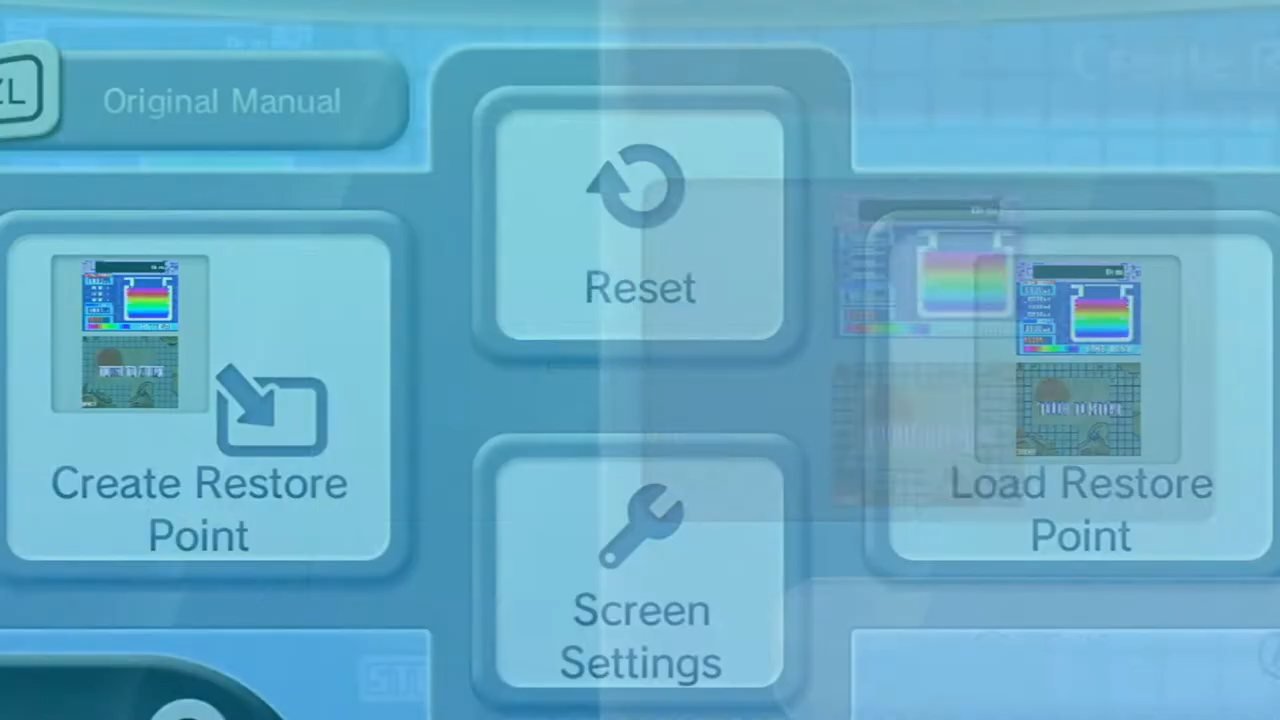 ZL
Original Manual
Reset
Create Restore
Point
Load Restore
Point
Screen
Settings